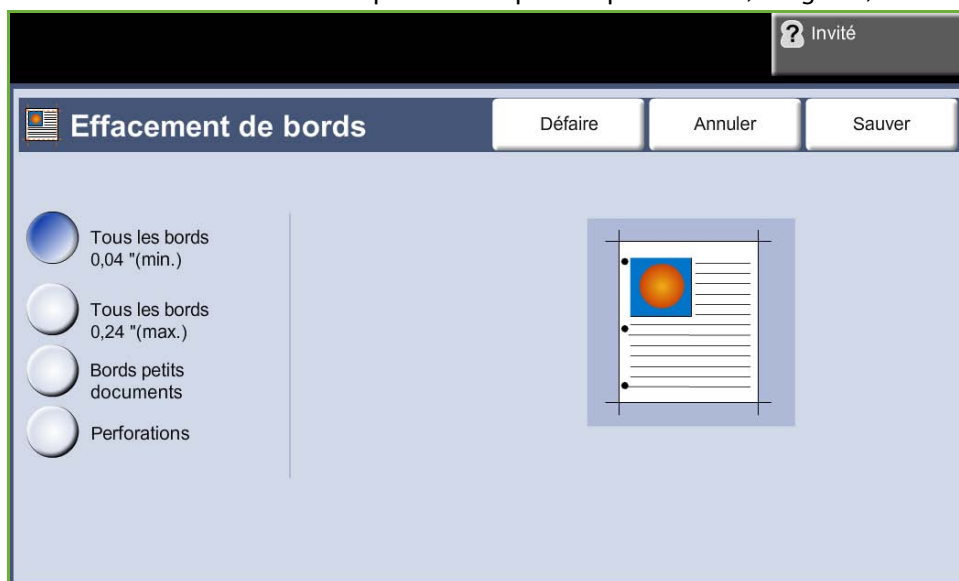 Invité
Effacement de bords
Défaire
Annuler
Sauver
Tous les bords
0,04 "(min.)
Tous les bords
0,24 "(max.)
Bords petits
documents
Perforations